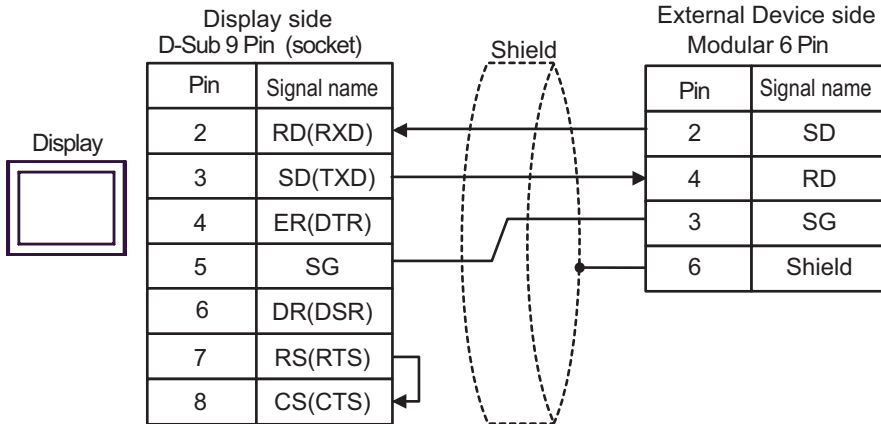 Display side
D-Sub 9 Pin (socket)
Shield
External Device side
Modular 6 Pin
Display
Pin Signal name
2 RD(RXD)
3 SD(TXD)
4 ER(DTR)
5 SG
6 DR(DSR)
7 RS(RTS)
8 CS(CTS)
Pin Signal name
2 SD
4 RD
3 SG
6 Shield